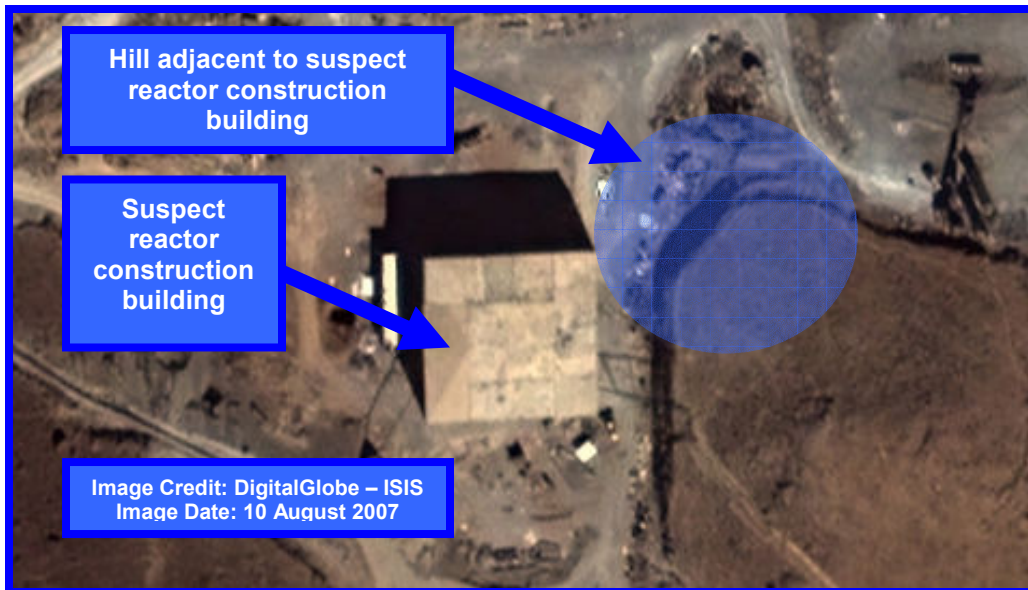 Hill adjacent to suspect
reactor construction
building
Suspect
reactor
construction
building
Image Credit: DigitalGlobe – ISIS
Image Date: 10 August 2007